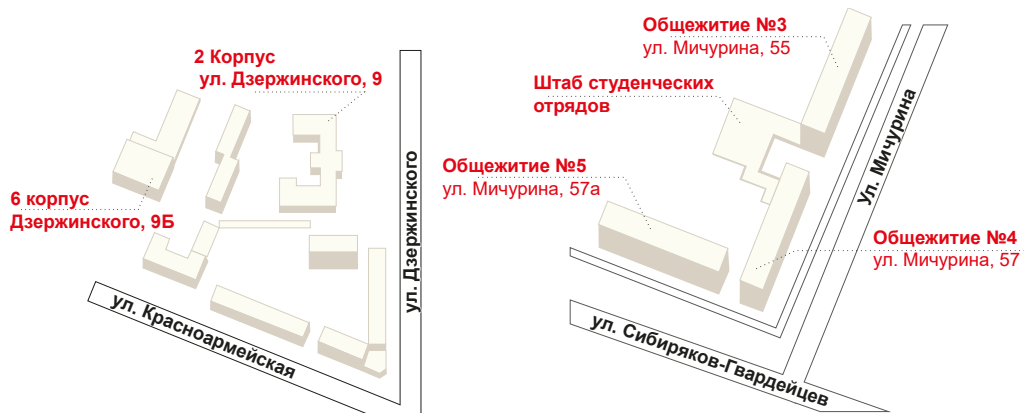 2 Корпус
ул. Дзержинского, 9
6 корпус
Дзержинского, 9Б
ул. Дзержинского
ул. Красноармейская
Общежитие №3
ул. Мичурина, 55
Штаб студенческих
отрядов
Общежитие №5
ул. Мичурина, 57а
Ул. Мичурина
Общежитие №4
ул. Мичурина, 57
ул. Сибиряков-Гвардейцев